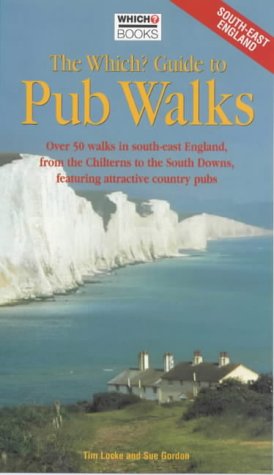 WHICH?
BOOKS
SOUTH-EAST
ENGLAND
The Which? Guide to
Pub Walks
Over 50 walks in south-east England,
from the Chilterns to the South Downs,
featuring attractive country pubs
Tim Locke and Sue Gordon